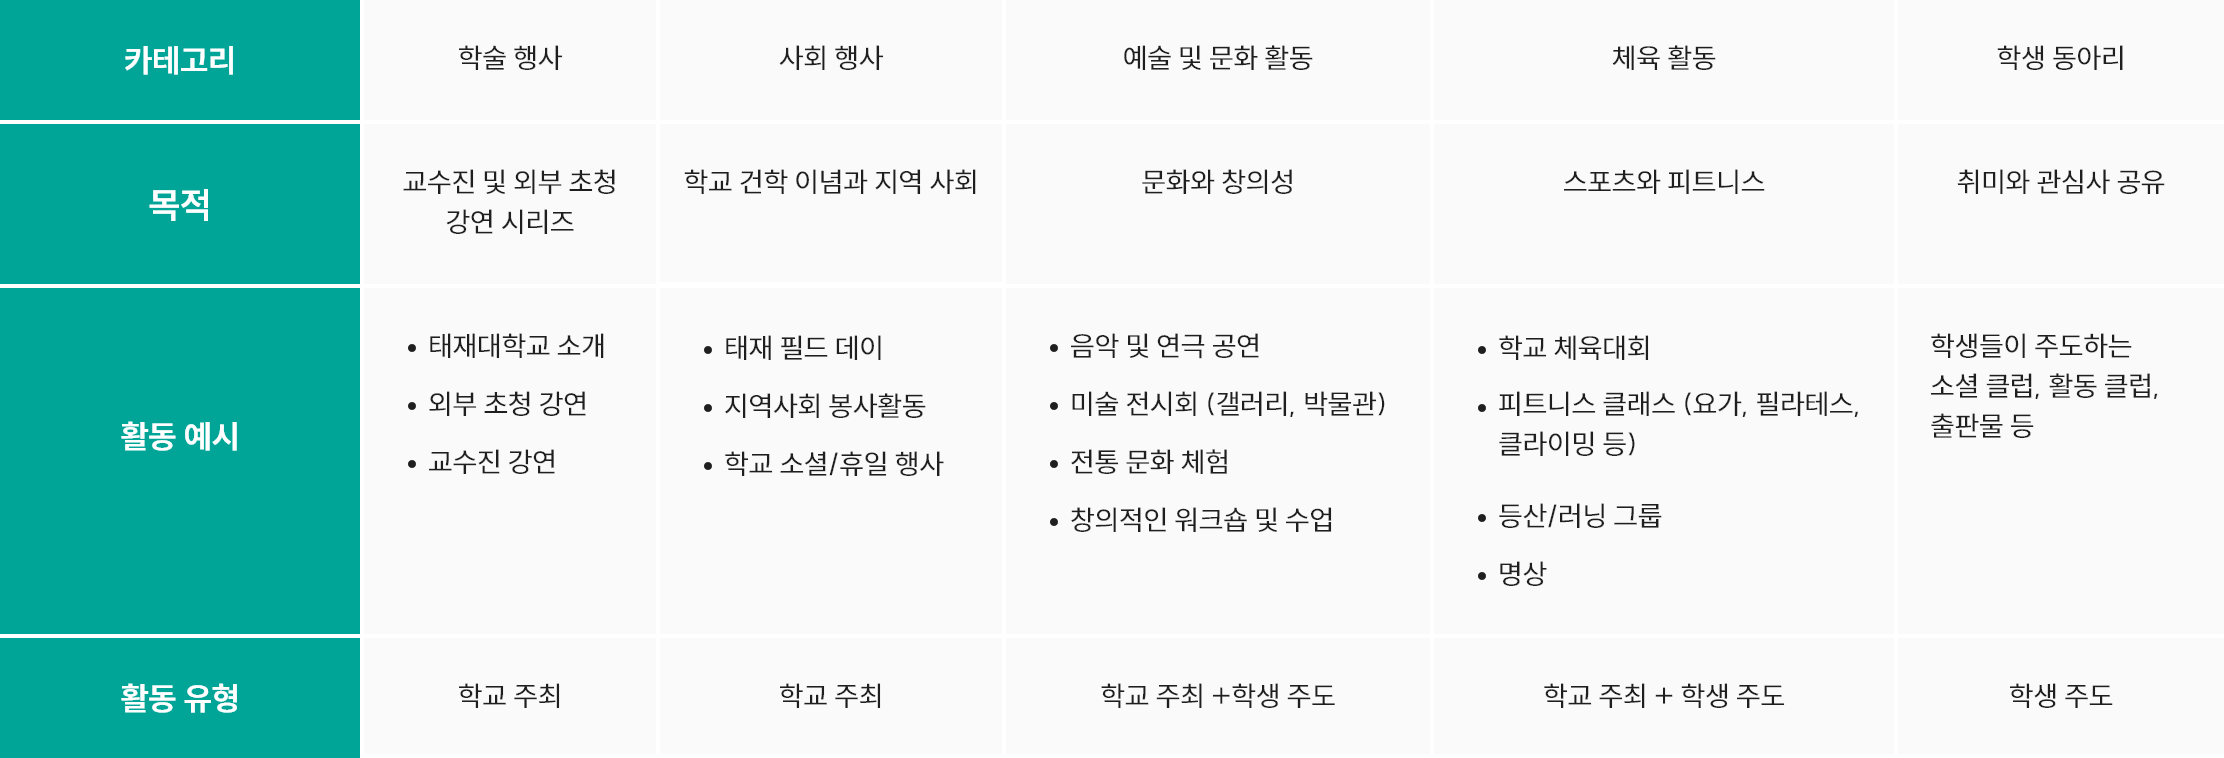 카테고리
학술 행사
사회 행사
예술 및 문화 활동
체육 활동
학생 동아리
목적
교수진 및 외부 초청
강연 시리즈
학교 건학 이념과 지역 사회
문화와 창의성
스포츠와 피트니스
취미와 관심사 공유
활동 예시
• 태재대학교 소개
• 외부 초청 강연
• 교수진 강연
• 태재 필드 데이
• 지역사회 봉사활동
• 학교 소셜/휴일 행사
• 음악 및 연극 공연
• 미술 전시회 (갤러리, 박물관)
• 전통 문화 체험
• 창의적인 워크숍 및 수업
• 학교 체육대회
• 피트니스 클래스 (요가, 필라테스,
클라이밍 등)
• 등산/러닝 그룹
• 명상
학생들이 주도하는
소셜 클럽, 활동 클럽,
출판물 등
활동 유형
학교 주최
학교 주최
학교 주최 +학생 주도
학교 주최 + 학생 주도
학생 주도